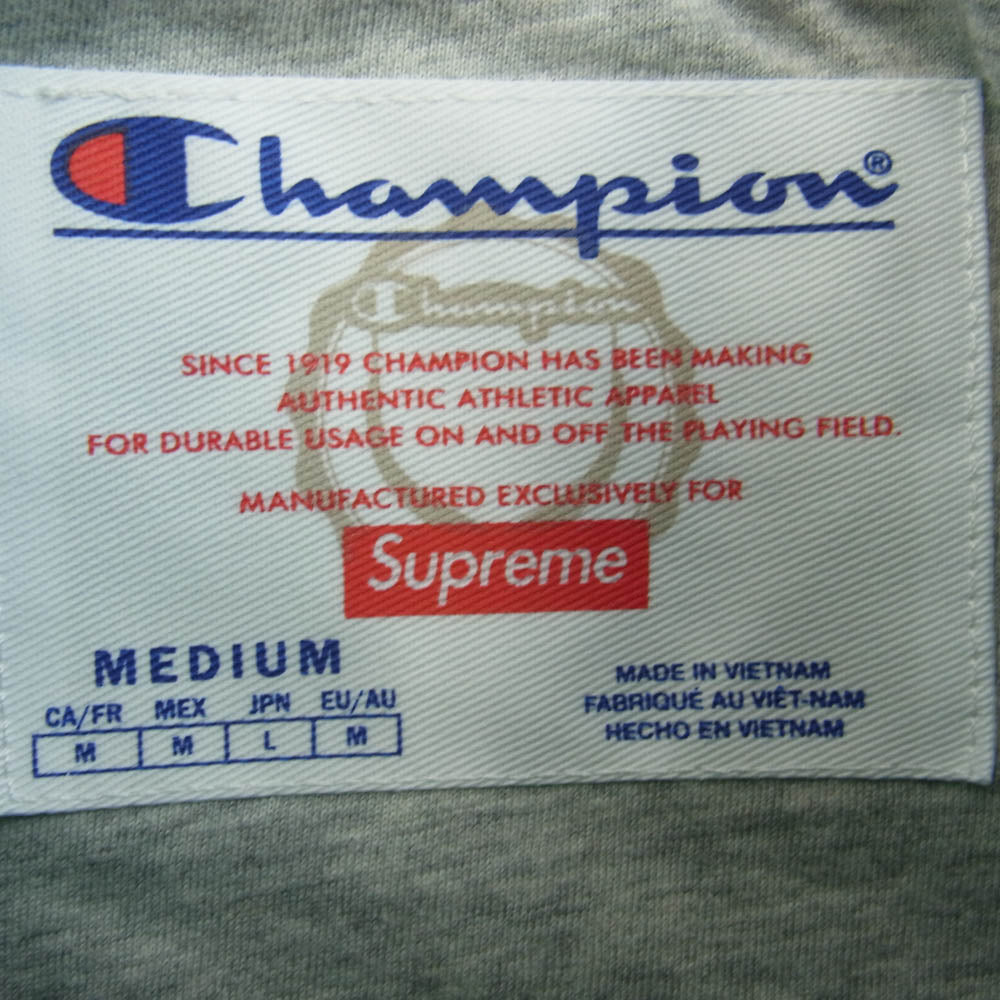 Champion®
Champion
SINCE 1919 CHAMPION HAS BEEN MAKING
AUTHENTIC ATHLETIC APPAREL
FOR DURABLE USAGE ON AND OFF THE PLAYING FIELD.
MANUFACTURED EXCLUSIVELY FOR
Supreme
MEDIUM
CA/FR MEX JPN EU/AU
M M L M
MADE IN VIETNAM
FABRIQUÉ AU VIÊT-NAM
HECHO EN VIETNAM